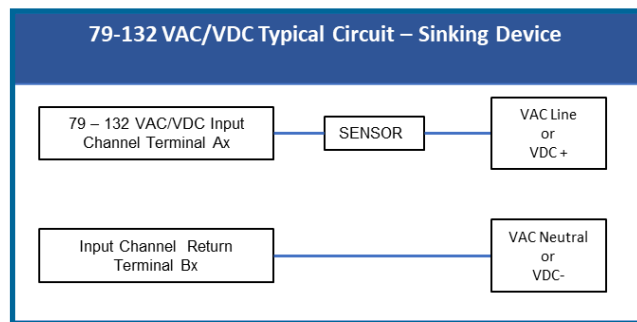 79-132 VAC/VDC Typical Circuit – Sinking Device
79 – 132 VAC/VDC Input
Channel Terminal Ax
SENSOR
VAC Line
or
VDC +
Input Channel Return
Terminal Bx
VAC Neutral
or
VDC-